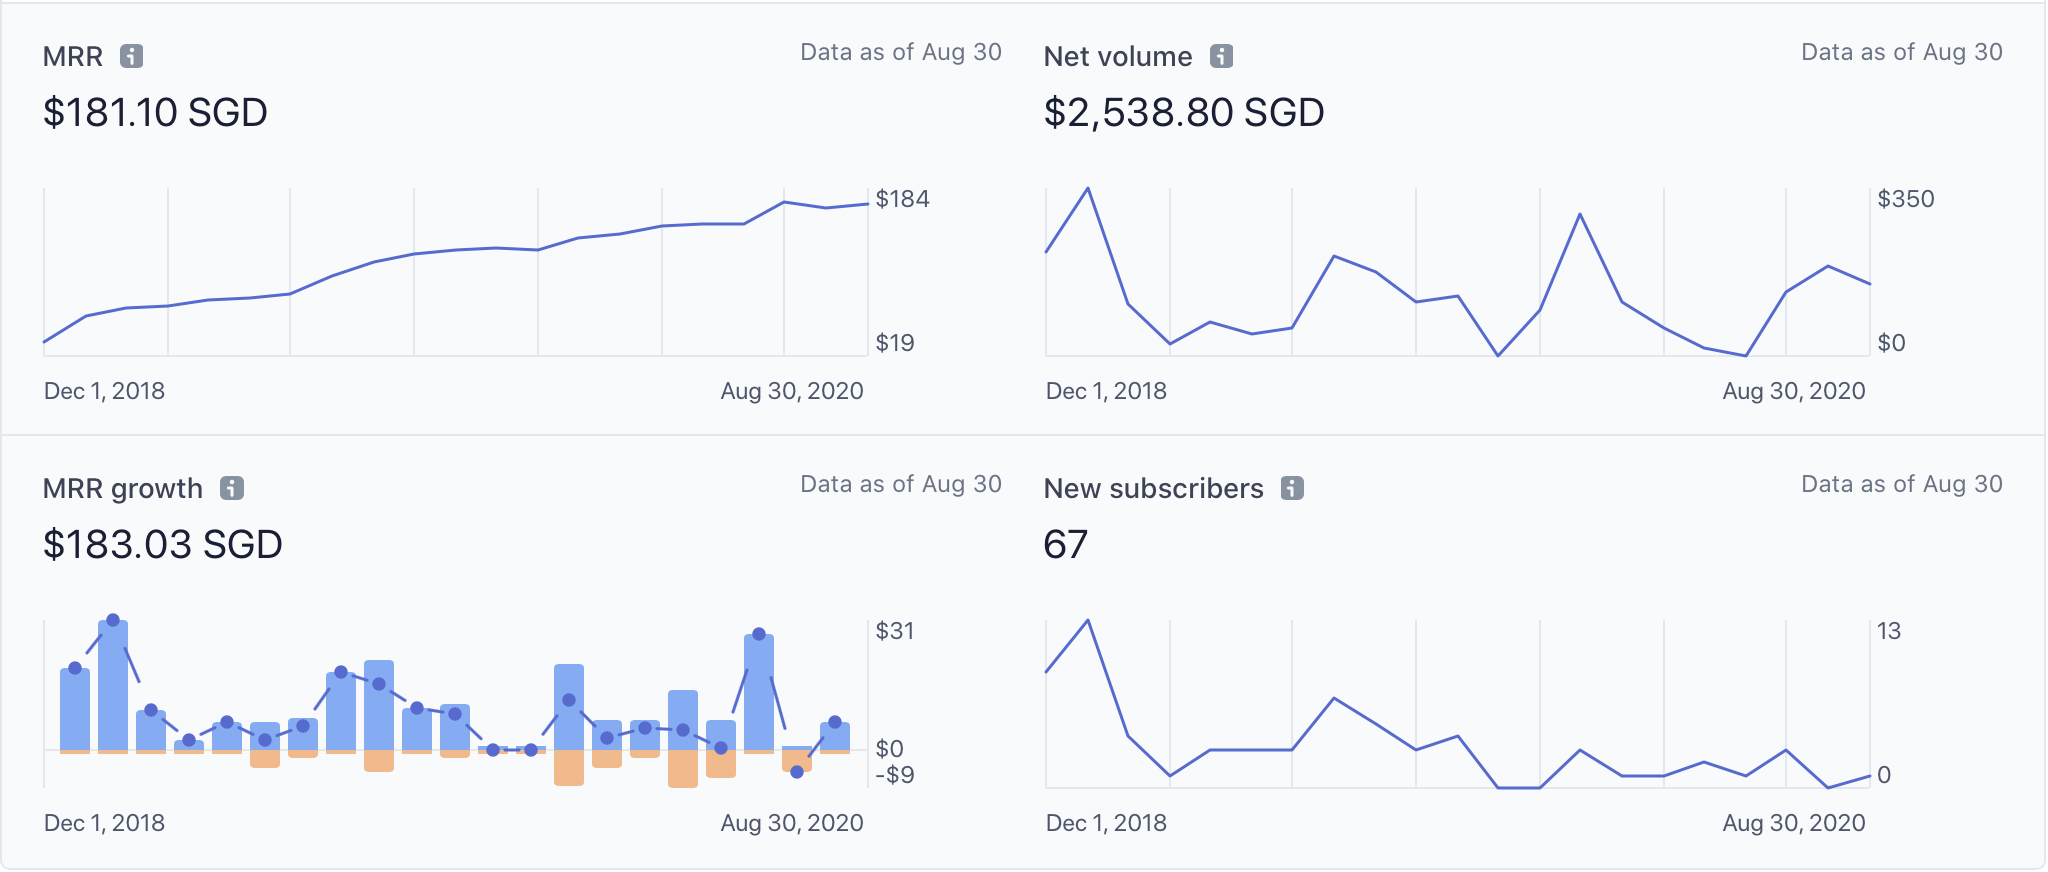 MRR
Data as of Aug 30
$181.10 SGD
$184
$19
Dec 1, 2018
Aug 30, 2020
Net volume
Data as of Aug 30
$2,538.80 SGD
$350
$0
Dec 1, 2018
Aug 30, 2020
MRR growth
Data as of Aug 30
$183.03 SGD
$31
$0
-$9
Dec 1, 2018
Aug 30, 2020
New subscribers
Data as of Aug 30
67
13
0
Dec 1, 2018
Aug 30, 2020